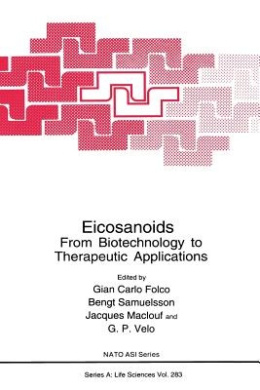 Eicosanoids
From Biotechnology to
Therapeutic Applications
Edited by
Gian Carlo Folco
Bengt Samuelsson
Jacques Maclouf and
G. P. Velo
NATO ASI Series
Series A: Life Sciences Vol. 283